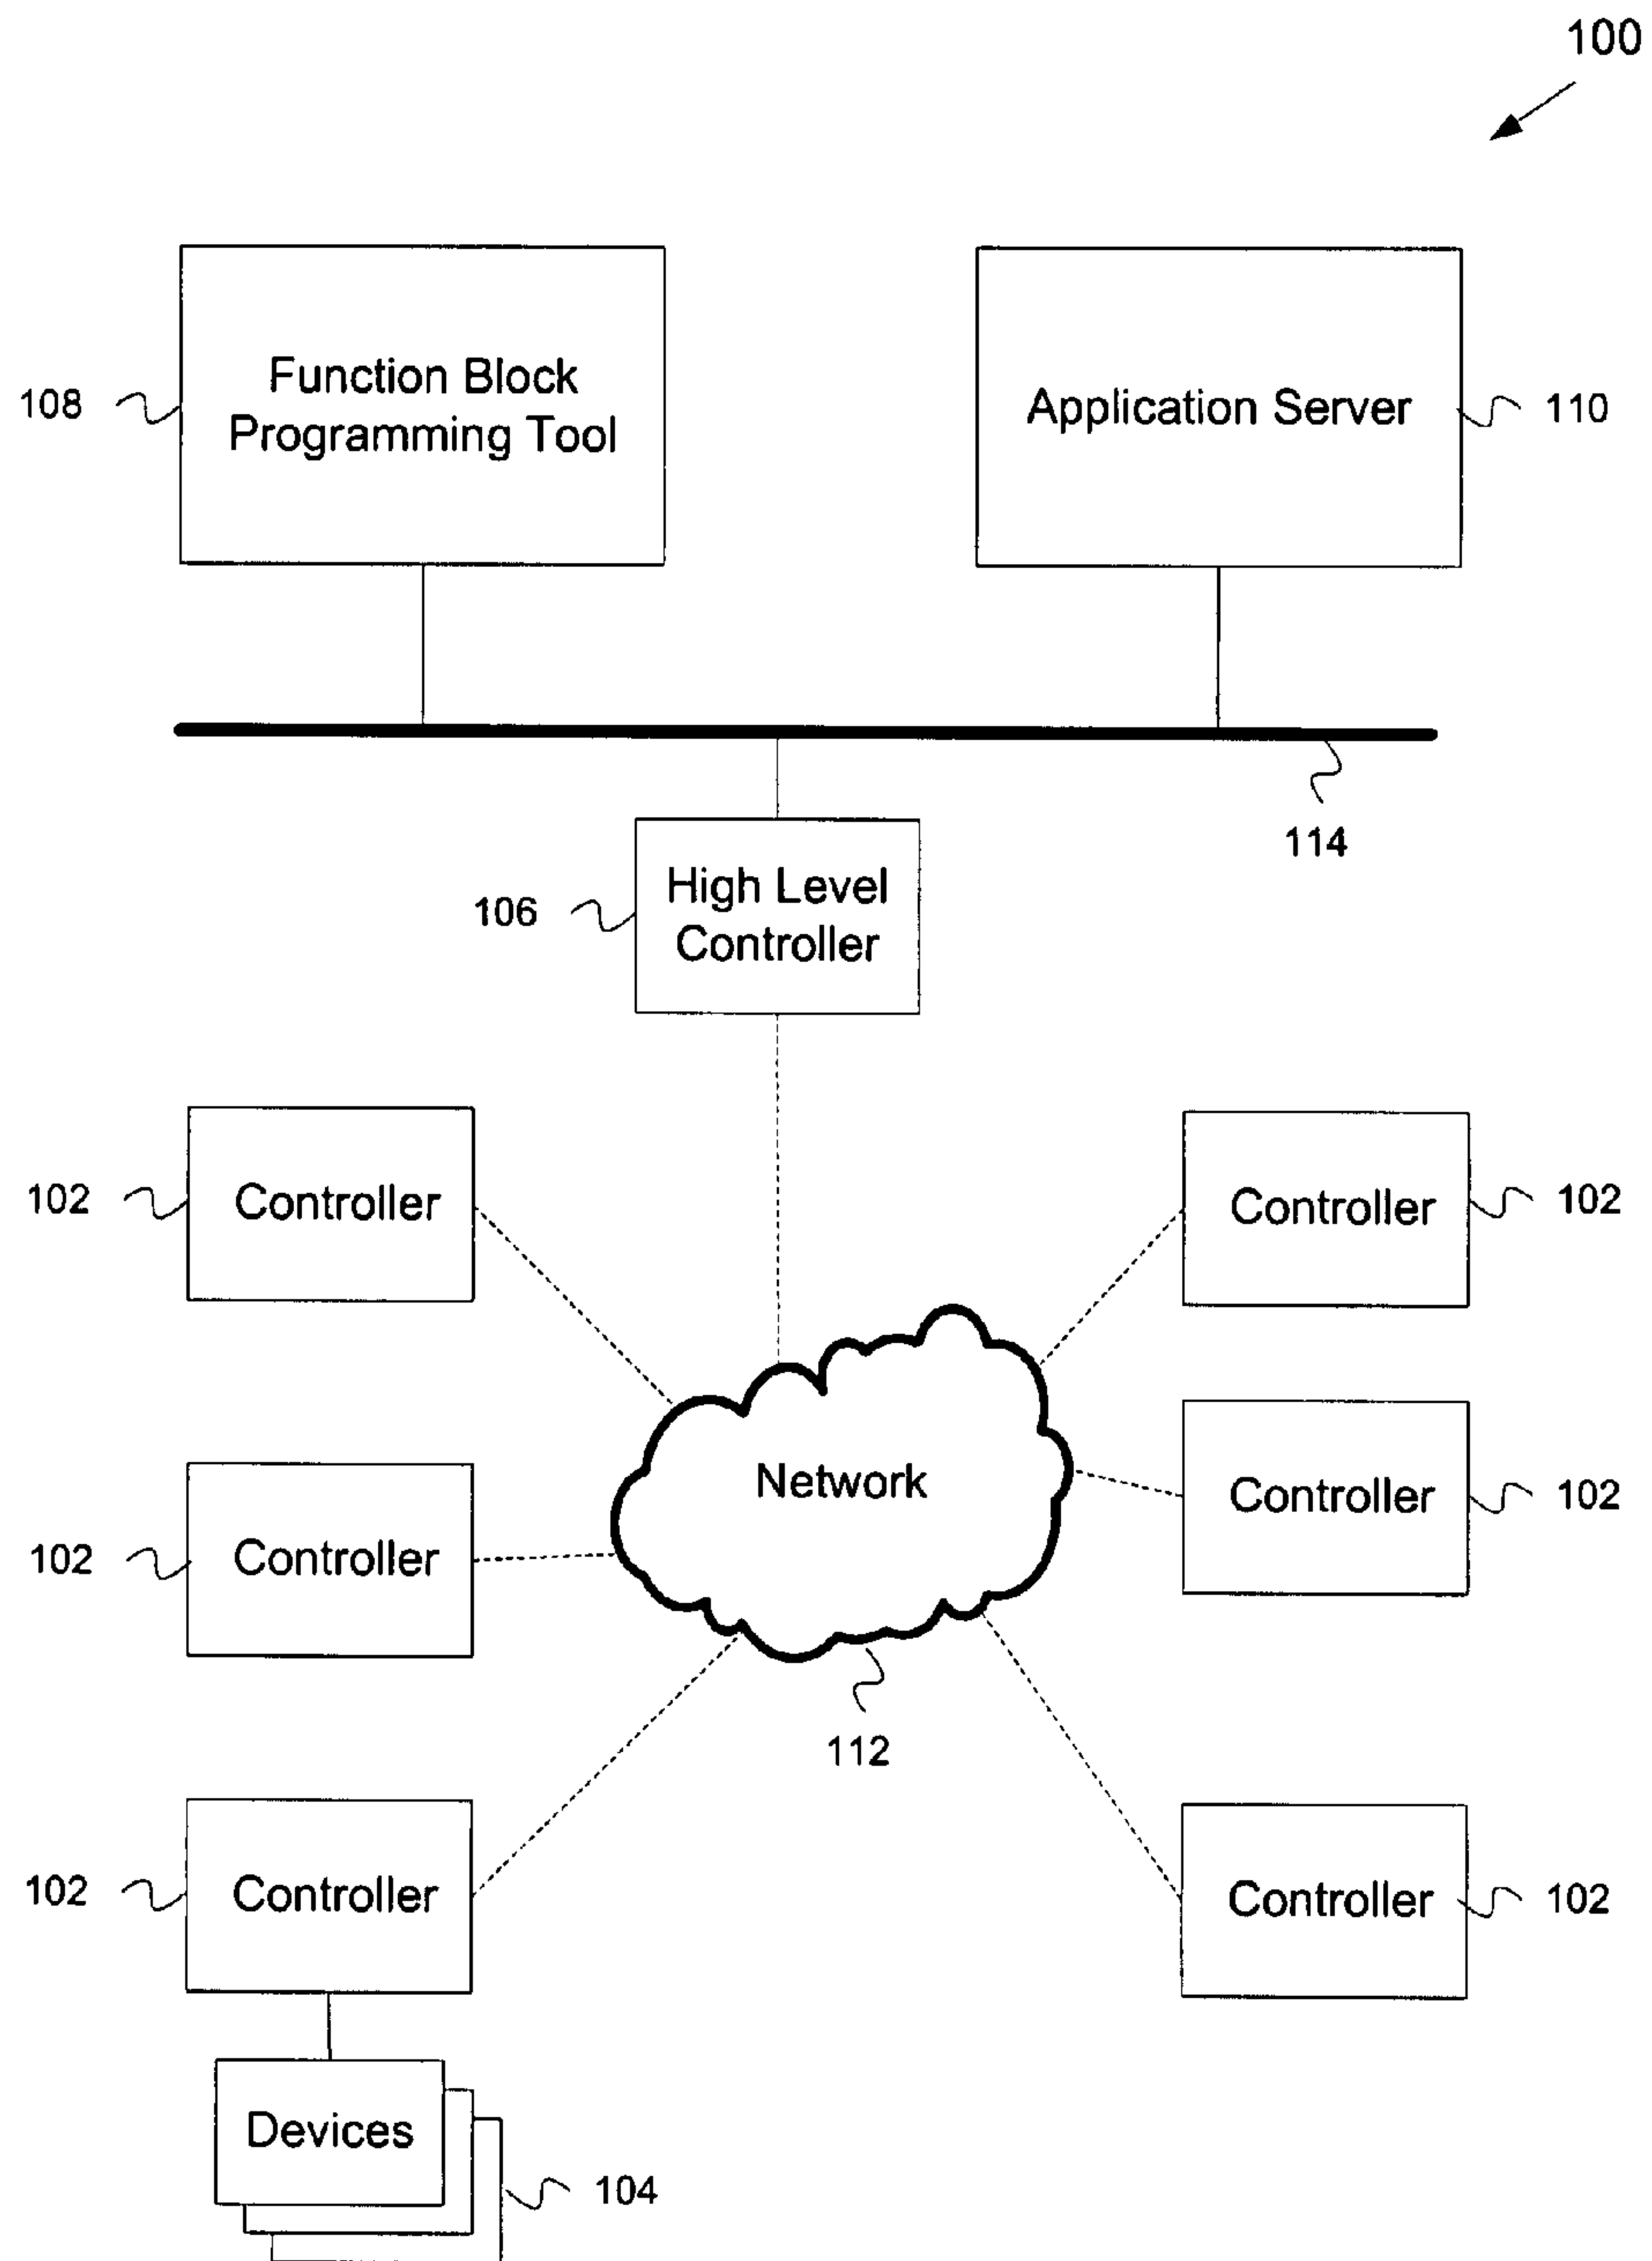 100
Function Block
Programming Tool
108
Application Server
110
114
High Level
Controller
106
102
Controller
Controller
102
Network
Controller
102
102
Controller
112
102
Controller
Controller
102
Devices
104